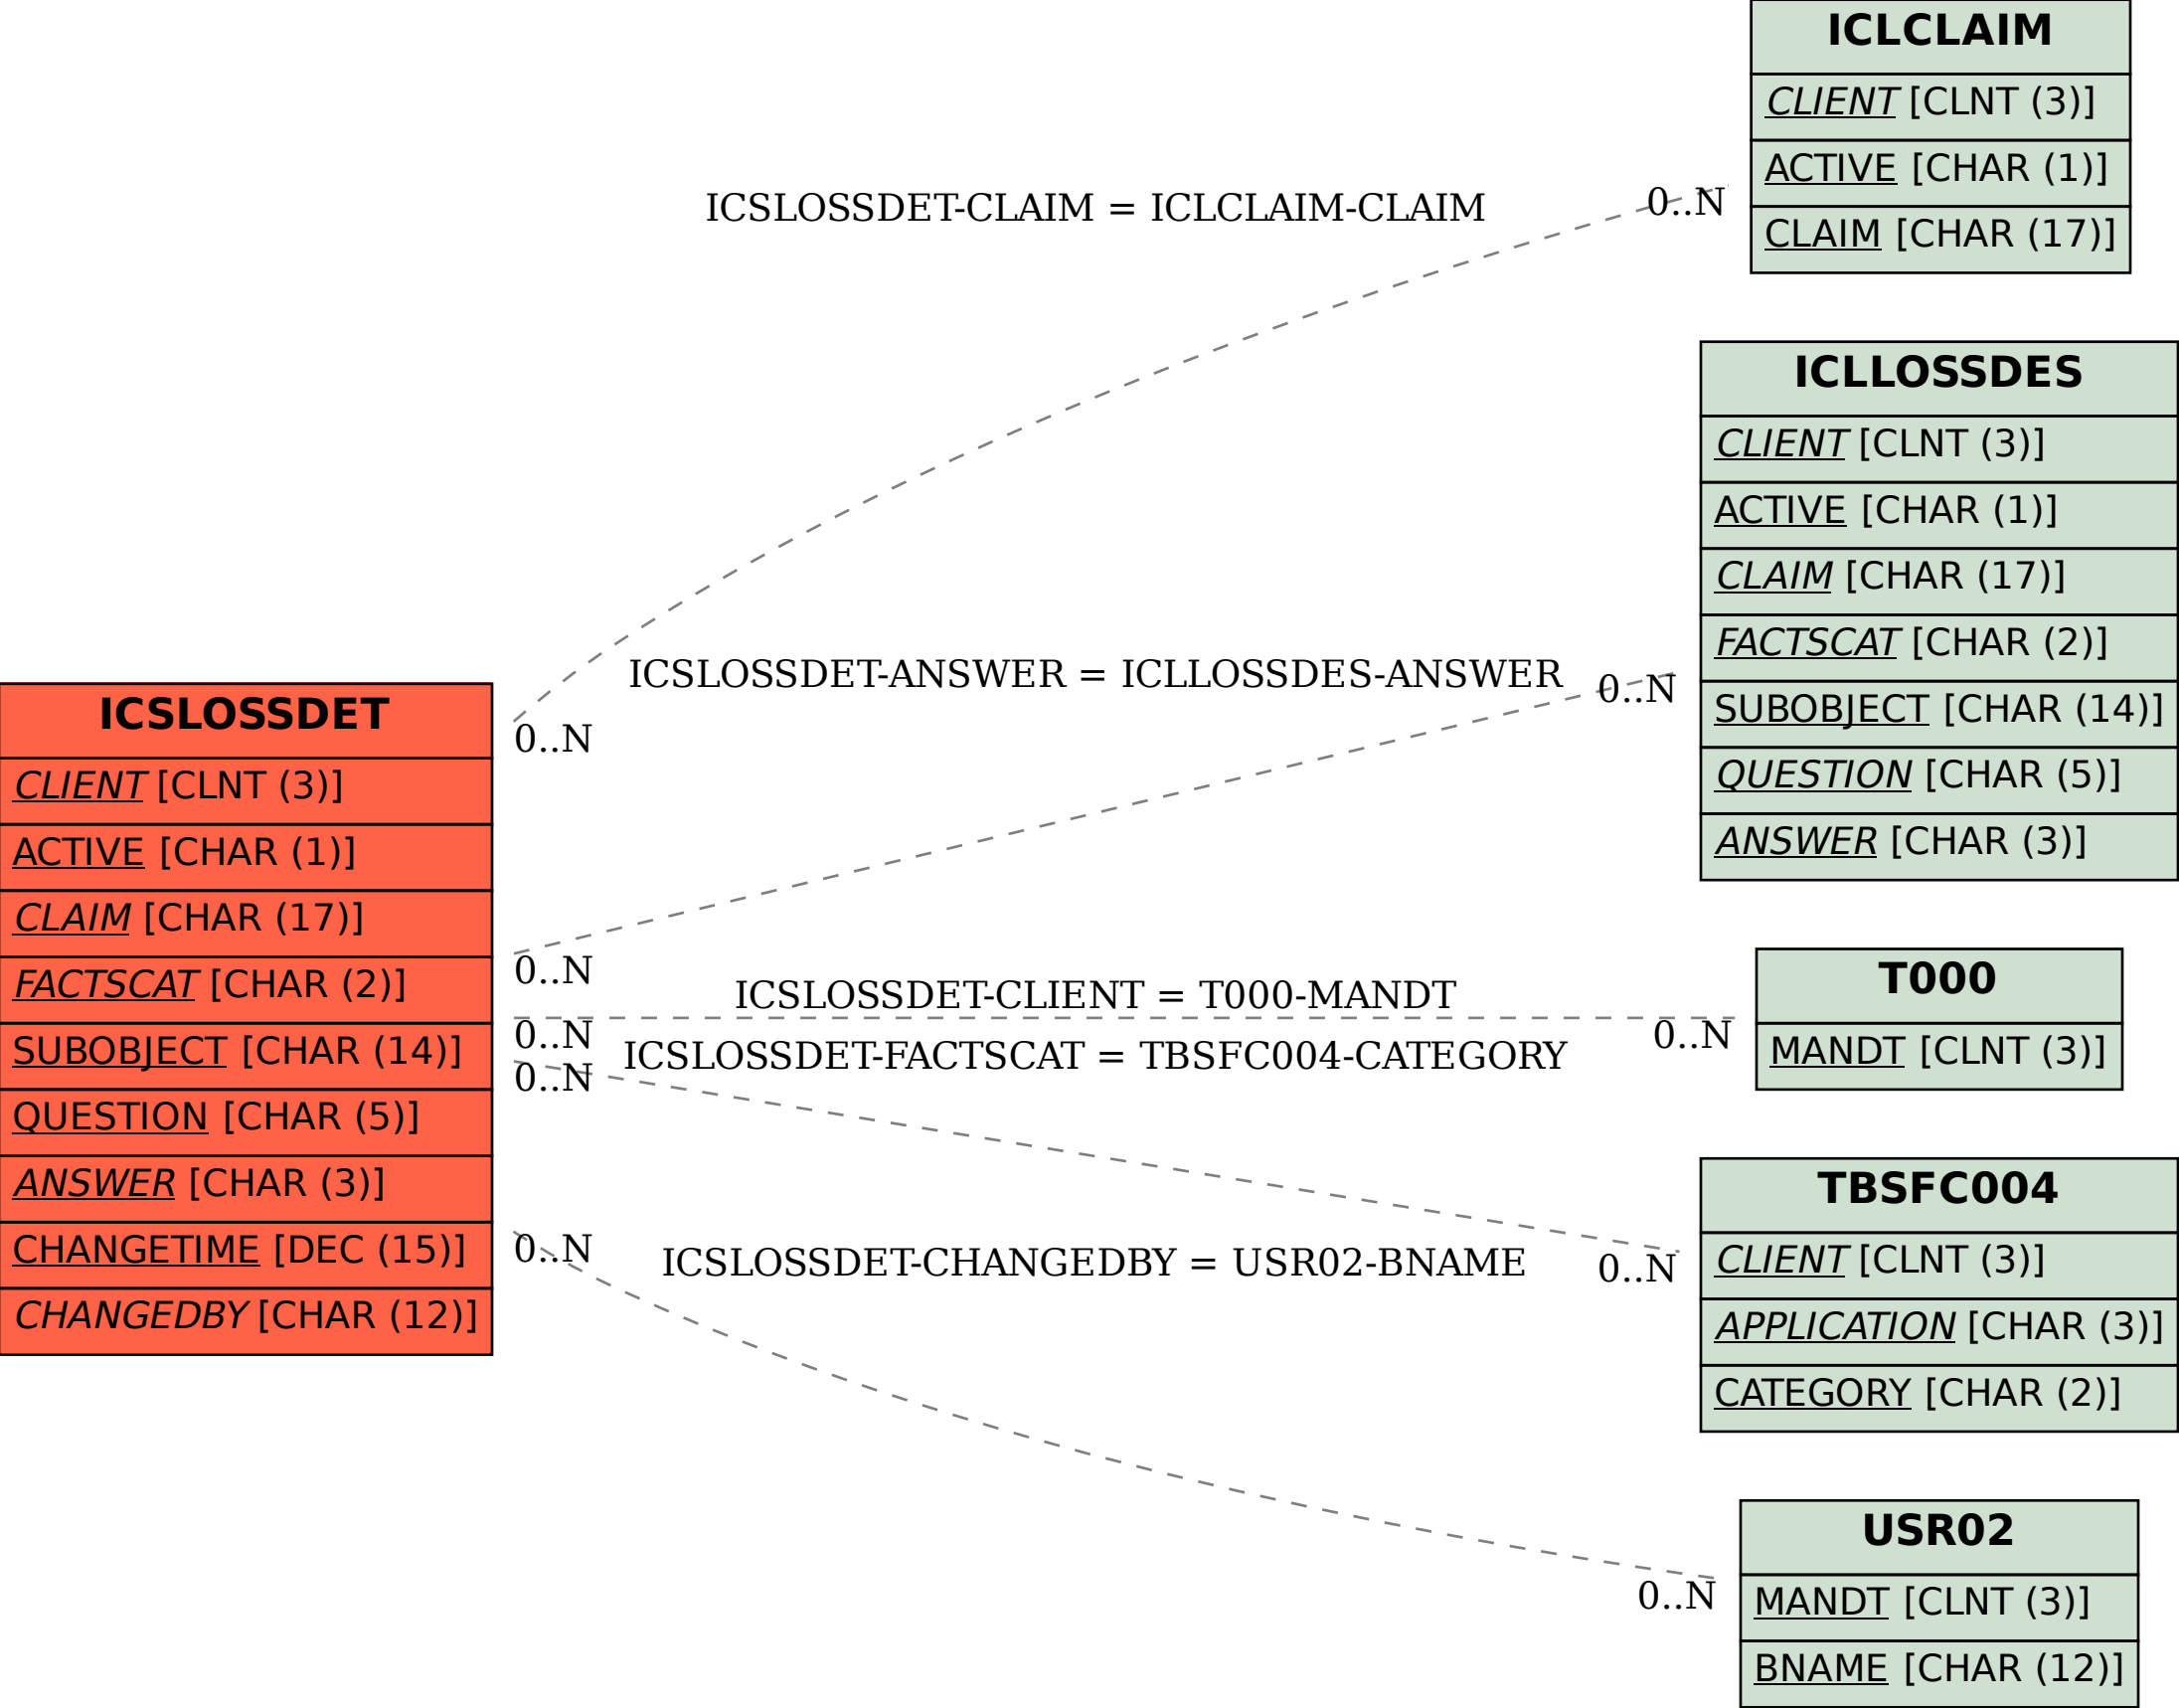 ICLCLAIM
CLIENT [CLNT (3)]
ACTIVE [CHAR (1)]
CLAIM [CHAR (17)]
ICSLOSSDET-CLAIM = ICLCLAIM-CLAIM
0..N
0..N
ICLLOSSDES
CLIENT [CLNT (3)]
ACTIVE [CHAR (1)]
CLAIM [CHAR (17)]
FACTSCAT [CHAR (2)]
SUBOBJECT [CHAR (14)]
QUESTION [CHAR (5)]
ANSWER [CHAR (3)]
ICSLOSSDET-ANSWER = ICLLOSSDES-ANSWER
0..N
0..N
ICSLOSSDET
CLIENT [CLNT (3)]
ACTIVE [CHAR (1)]
CLAIM [CHAR (17)]
FACTSCAT [CHAR (2)]
SUBOBJECT [CHAR (14)]
QUESTION [CHAR (5)]
ANSWER [CHAR (3)]
CHANGETIME [DEC (15)]
CHANGEDBY [CHAR (12)]
ICSLOSSDET-CLIENT = T000-MANDT
0..N
0..N
T000
MANDT [CLNT (3)]
ICSLOSSDET-FACTSCAT = TBSFC004-CATEGORY
0..N
0..N
TBSFC004
CLIENT [CLNT (3)]
APPLICATION [CHAR (3)]
CATEGORY [CHAR (2)]
ICSLOSSDET-CHANGEDBY = USR02-BNAME
0..N
0..N
USR02
MANDT [CLNT (3)]
BNAME [CHAR (12)]